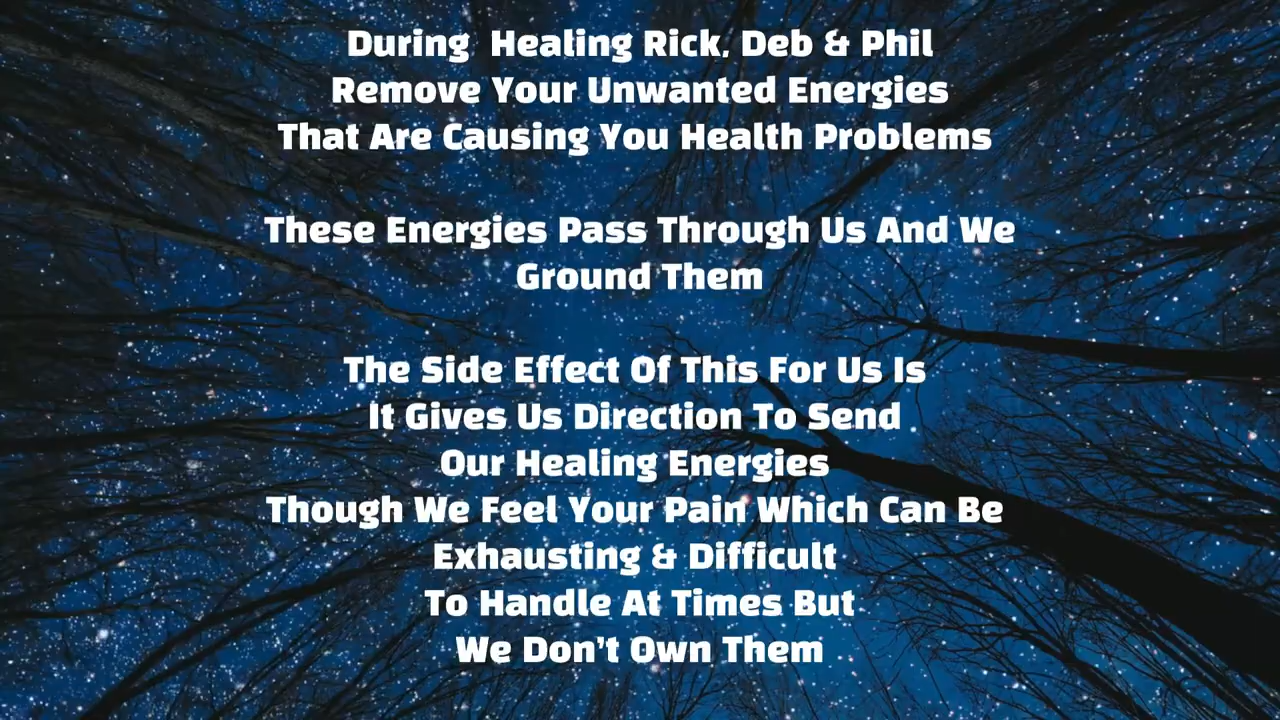 During  Healing Rick, Deb & Phil
Remove Your Unwanted Energies
That Are Causing You Health Problems
These Energies Pass Through Us And We
Ground Them
The Side Effect Of This For Us Is
It Gives Us Direction To Send
Our Healing Energies
Though We Feel Your Pain Which Can Be
Exhausting & Difficult
To Handle At Times But
We Don't Own Them